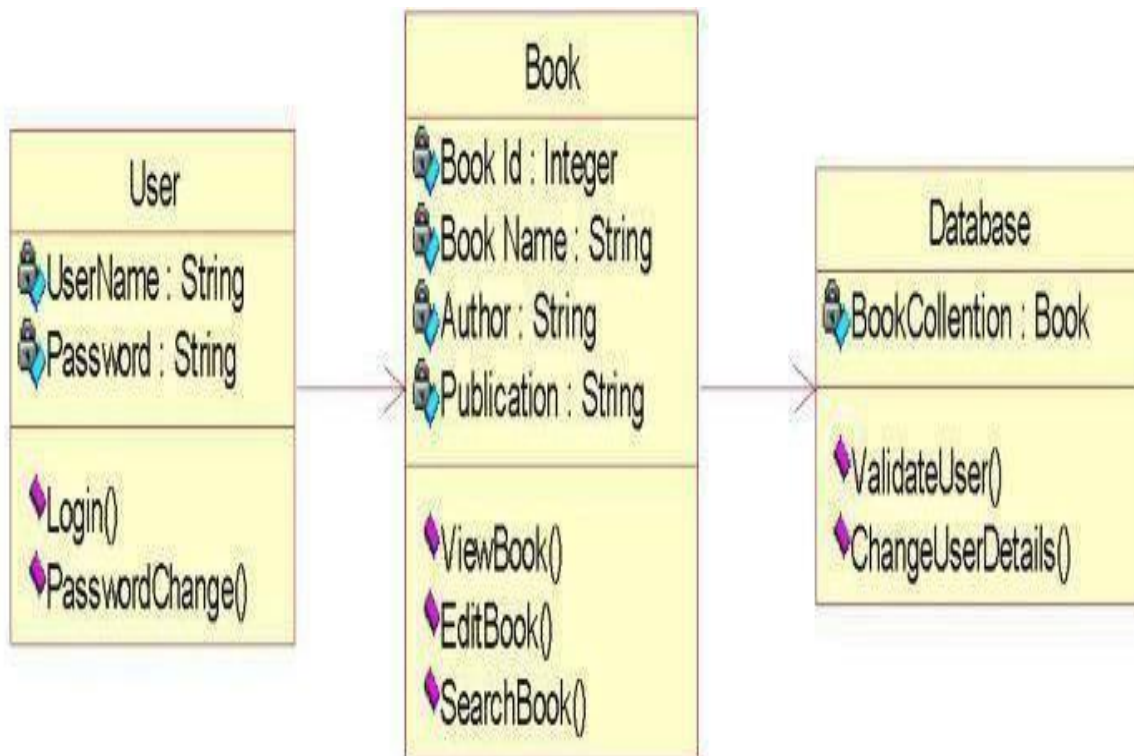 User
UserName : String
Password : String
Login()
PasswordChange()
Book
Book Id : Integer
Book Name : String
Author : String
Publication : String
ViewBook()
EditBook()
SearchBook()
Database
BookCollention : Book
ValidateUser()
ChangeUserDetails()